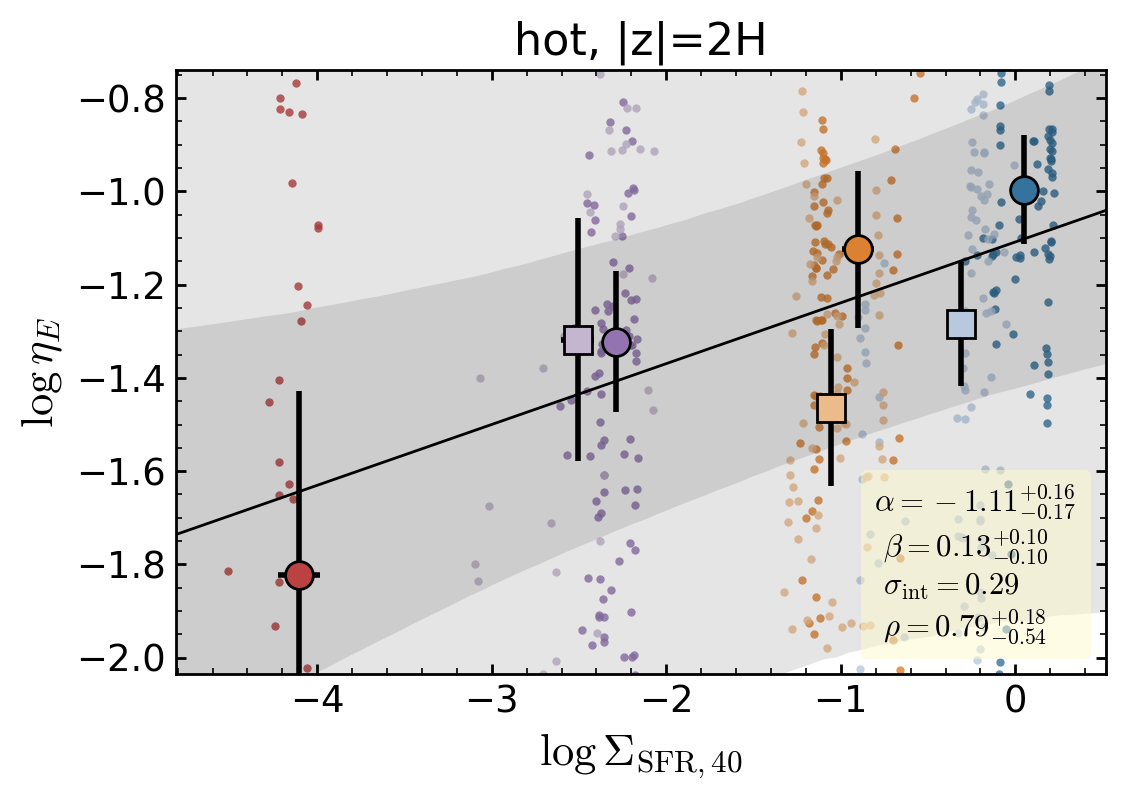 hot, |z|=2H
log η_E
−0.8
−1.0
−1.2
−1.4
−1.6
−1.8
−2.0
α = −1.11^{+0.16}_{−0.17}
β = 0.13^{+0.10}_{−0.10}
σ_int = 0.29
ρ = 0.79^{+0.18}_{−0.54}
−4 −3 −2 −1 0
log Σ_{SFR, 40}